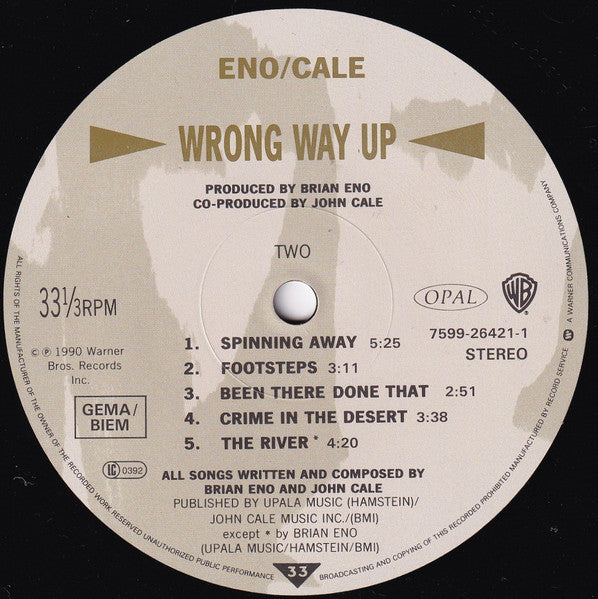 ENO/CALE
WRONG WAY UP
PRODUCED BY BRIAN ENO
CO-PRODUCED BY JOHN CALE
TWO
33⅓RPM
OPAL
WB
7599-26421-1
STEREO
©℗1990 Warner
Bros. Records
Inc.
GEMA/
BIEM
LC 0392
1. SPINNING AWAY 5:25
2. FOOTSTEPS 3:11
3. BEEN THERE DONE THAT 2:51
4. CRIME IN THE DESERT 3:38
5. THE RIVER * 4:20
ALL SONGS WRITTEN AND COMPOSED BY
BRIAN ENO AND JOHN CALE
PUBLISHED BY UPALA MUSIC (HAMSTEIN)/
JOHN CALE MUSIC INC./(BMI)
except * by BRIAN ENO
(UPALA MUSIC/HAMSTEIN/BMI)
33
ALL RIGHTS OF THE MANUFACTURER OF THE OWNER OF THE RECORDED WORK RESERVED UNAUTHORIZED PUBLIC PERFORMANCE BROADCASTING AND COPYING OF THIS RECORD PROHIBITED MANUFACTURED BY RECORD SERVICE W A WARNER COMMUNICATIONS COMPANY